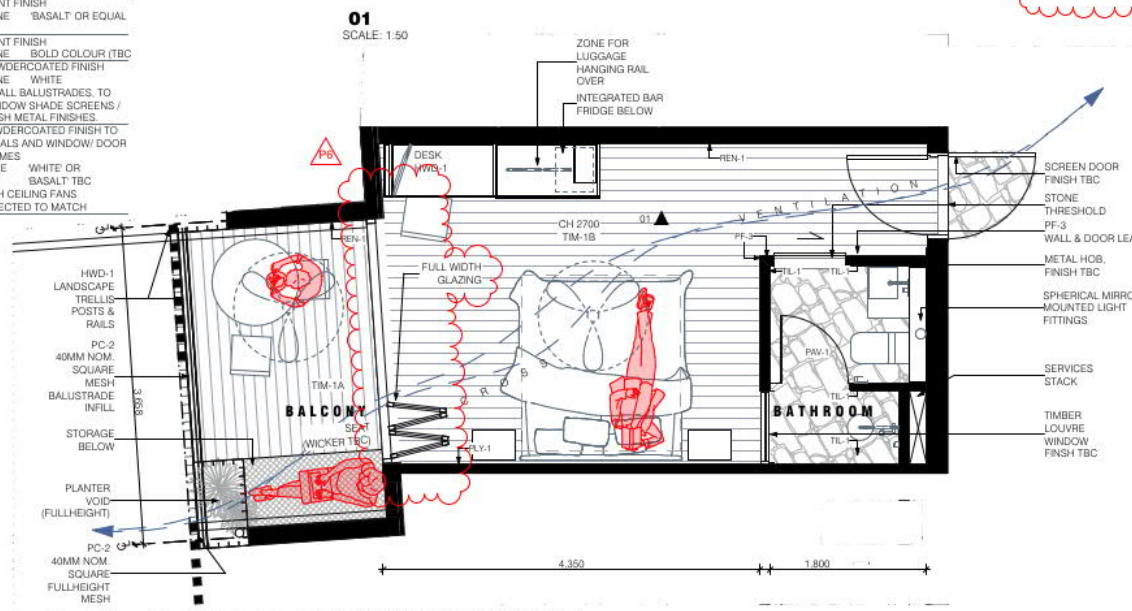 NT FINISH
NE 'BASALT' OR EQUAL
NT FINISH
NE BOLD COLOUR (TBC
WDERCOATED FINISH
NE WHITE
ALL BALUSTRADES, TO
NDOW SHADE SCREENS /
SH METAL FINISHES.
WDERCOATED FINISH TO
ALS AND WINDOW/ DOOR
MES
E 'WHITE' OR
'BASALT' TBC
H CEILING FANS
ECTED TO MATCH
01
SCALE: 1:50
ZONE FOR
LUGGAGE
HANGING RAIL
OVER
INTEGRATED BAR
FRIDGE BELOW
P6
DESK
HWD-1
REN-1
SCREEN DOOR
FINISH TBC
STONE
THRESHOLD
PF-3
WALL & DOOR LEA
METAL HOB,
FINISH TBC
SPHERICAL MIRRO
MOUNTED LIGHT
FITTINGS
SERVICES
STACK
TIMBER
LOUVRE
WINDOW
FINSH TBC
CH 2700
TIM-1B
01
CROSS VENTILATION
PF-3
REN-1
FULL WIDTH
GLAZING
TIL-1
TIL-1
PAV-1
TIL-1
BATHROOM
TIL-1
HWD-1
LANDSCAPE
TRELLIS
POSTS &
RAILS
PC-2
40MM NOM.
SQUARE
MESH
BALUSTRADE
INFILL
STORAGE
BELOW
PLANTER
VOID
(FULLHEIGHT)
PC-2
40MM NOM.
SQUARE
FULLHEIGHT
MESH
3.658
TIM-1A
BALCONY
SEAT
(WICKER TBC)
PLY-1
4.350
1.800